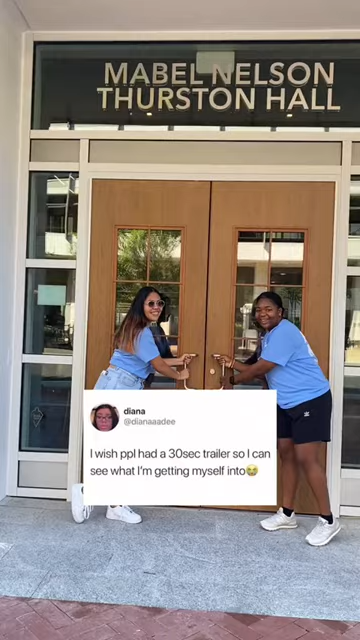 MABEL NELSON
THURSTON HALL
diana
@dianaaadee
I wish ppl had a 30sec trailer so I can
see what I'm getting myself into😭